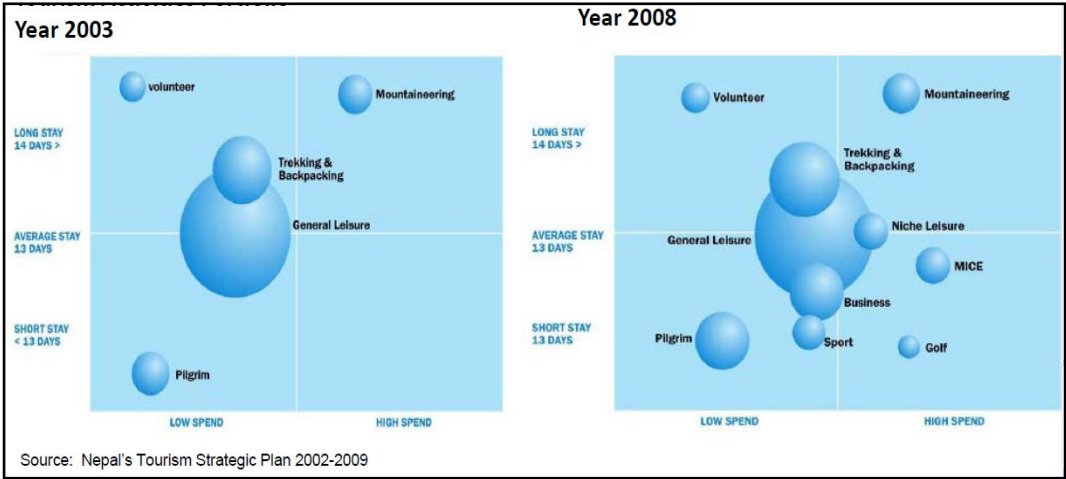 Year 2003
Year 2008
volunteer
Mountaineering
LONG STAY
14 DAYS >
Trekking &
Backpacking
General Leisure
AVERAGE STAY
13 DAYS
SHORT STAY
< 13 DAYS
Pilgrim
LOW SPEND
HIGH SPEND
Volunteer
Mountaineering
LONG STAY
14 DAYS >
Trekking &
Backpacking
Niche Leisure
General Leisure
AVERAGE STAY
13 DAYS
MICE
Business
SHORT STAY
13 DAYS
Pilgrim
Sport
Golf
LOW SPEND
HIGH SPEND
Source: Nepal's Tourism Strategic Plan 2002-2009